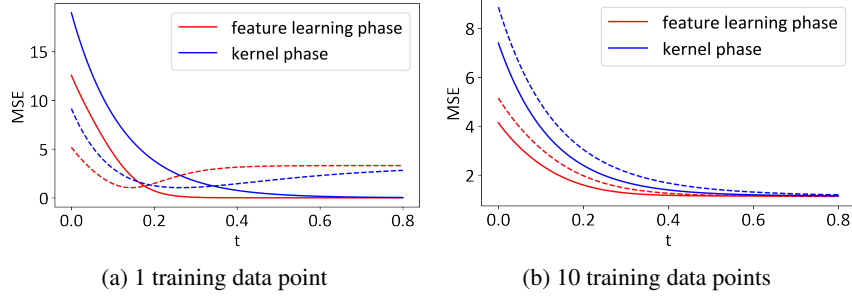 feature learning phase
kernel phase
MSE
15
10
5
0
0.0 0.2 0.4 0.6 0.8
t
(a) 1 training data point
feature learning phase
kernel phase
MSE
8
6
4
2
0.0 0.2 0.4 0.6 0.8
t
(b) 10 training data points